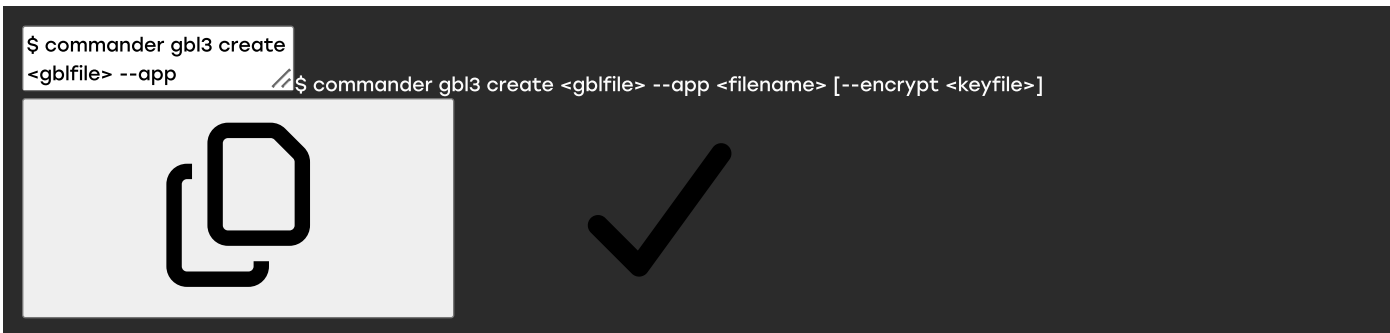 $ commander gbl3 create
<gblfile> --app
$ commander gbl3 create <gblfile> --app <filename> [--encrypt <keyfile>]